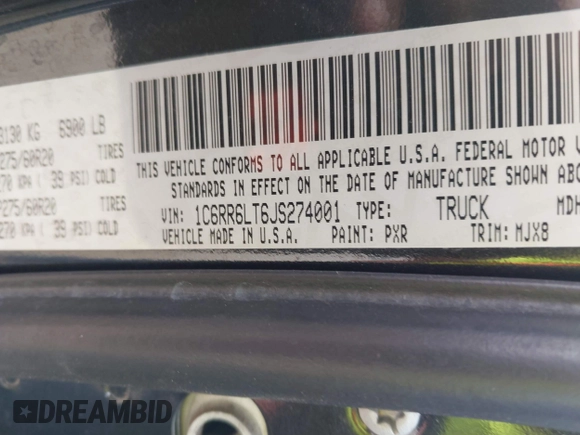 3130 KG 6900 LB
275/60R20 TIRES
270 KPA ( 39 PSI) COLD
275/60R20 TIRES
270 KPA ( 39 PSI) COLD
THIS VEHICLE CONFORMS TO ALL APPLICABLE U.S.A. FEDERAL MOTOR
STANDARDS IN EFFECT ON THE DATE OF MANUFACTURE SHOWN ABO
VIN: 1C6RR6LT6JS274001 TYPE: TRUCK MDH
VEHICLE MADE IN U.S.A. PAINT: PXR TRIM: MJX8
DREAMBID